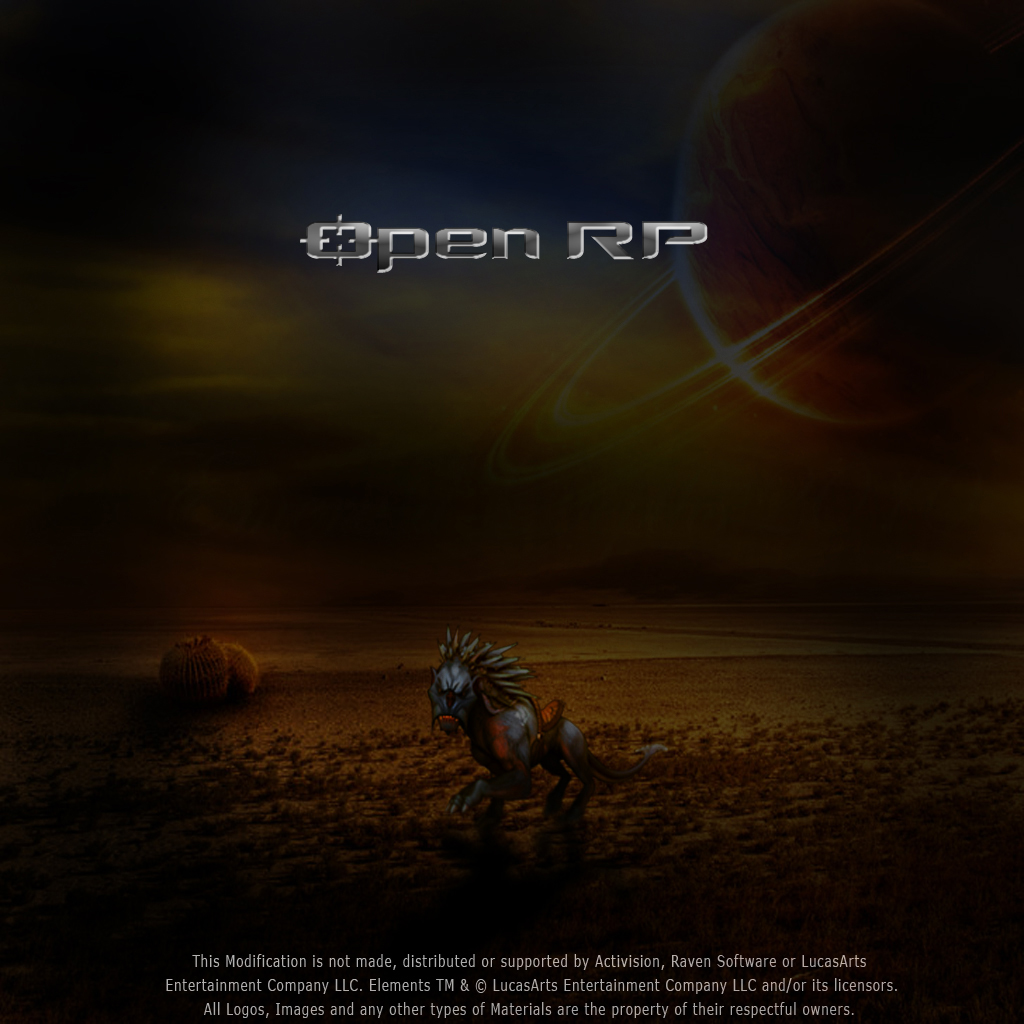 Open RP
This Modification is not made, distributed or supported by Activision, Raven Software or LucasArts
Entertainment Company LLC. Elements TM & © LucasArts Entertainment Company LLC and/or its licensors.
All Logos, Images and any other types of Materials are the property of their respectful owners.